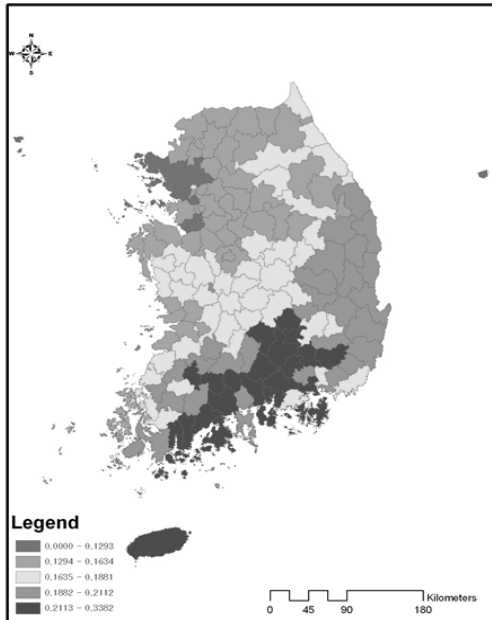 N
W E
S
Legend
0,0000 - 0,1293
0,1294 - 0,1634
0,1635 - 0,1881
0,1882 - 0,2112
0,2113 - 0,3382
Kilometers
0 45 90 180